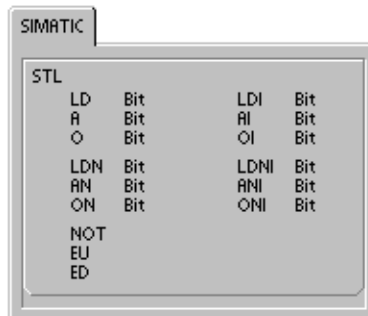 SIMATIC
STL
LD Bit LDI Bit
A Bit AI Bit
O Bit OI Bit
LDN Bit LDNI Bit
AN Bit ANI Bit
ON Bit ONI Bit
NOT
EU
ED